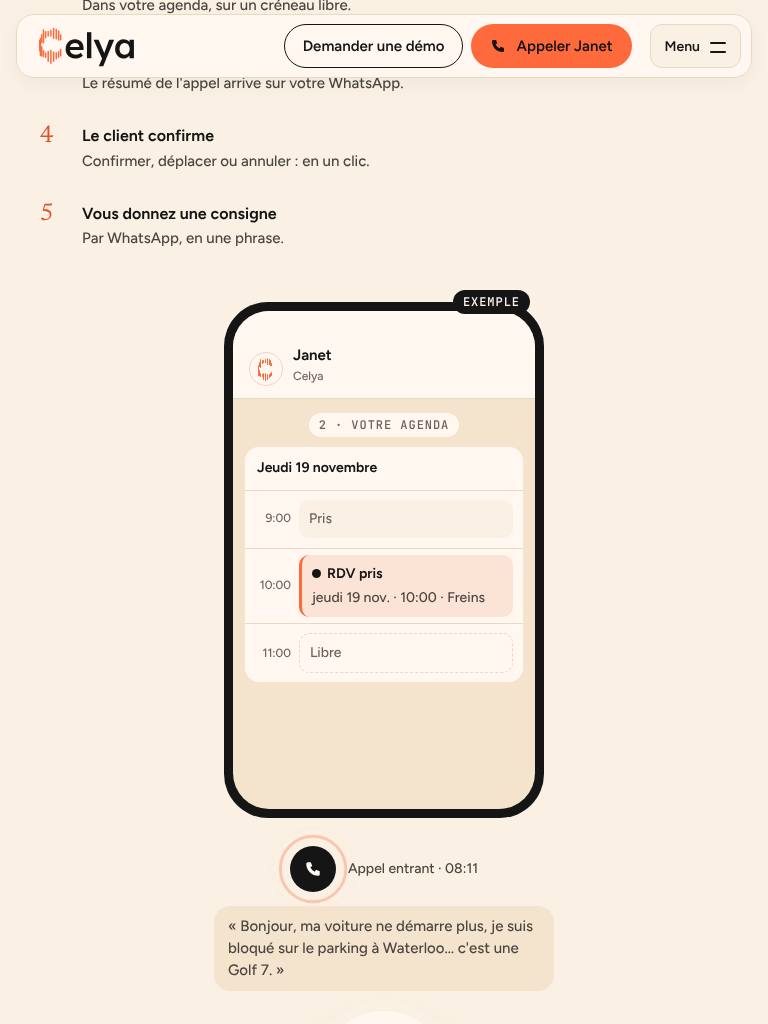 Dans votre agenda, sur un créneau libre.
Celya
Demander une démo
Appeler Janet
Menu
Le résumé de l'appel arrive sur votre WhatsApp.
4
Le client confirme
Confirmer, déplacer ou annuler : en un clic.
5
Vous donnez une consigne
Par WhatsApp, en une phrase.
EXEMPLE
Janet
Celya
2 · VOTRE AGENDA
Jeudi 19 novembre
9:00
Pris
10:00
RDV pris
jeudi 19 nov. · 10:00 · Freins
11:00
Libre
Appel entrant · 08:11
« Bonjour, ma voiture ne démarre plus, je suis
bloqué sur le parking à Waterloo... c'est une
Golf 7. »